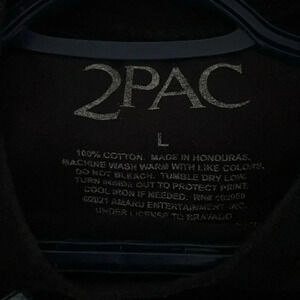 2PAC
L
100% COTTON. MADE IN HONDURAS.
MACHINE WASH WARM WITH LIKE COLORS.
DO NOT BLEACH. TUMBLE DRY LOW.
TURN INSIDE OUT TO PROTECT PRINT.
COOL IRON IF NEEDED. RN#
©2021 AMARU ENTERTAINMENT INC.
UNDER LICENSE TO BRAVADO